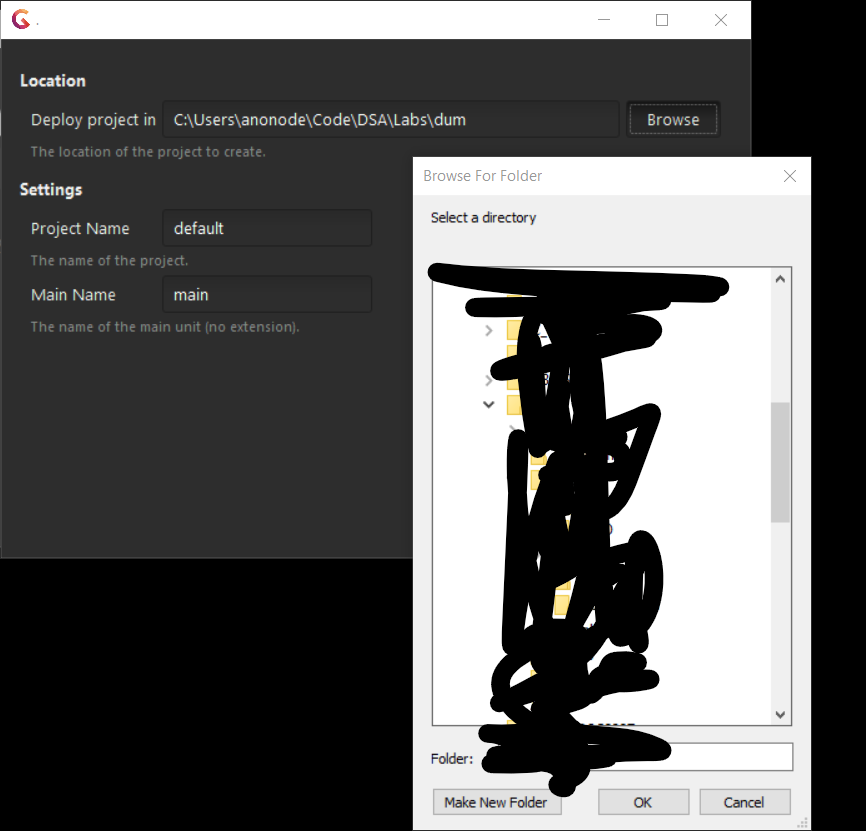 .
Location
Deploy project in C:\Users\anonode\Code\DSA\Labs\dum Browse
The location of the project to create.
Settings
Project Name default
The name of the project.
Main Name main
The name of the main unit (no extension).
Browse For Folder
Select a directory
Folder:
Make New Folder OK Cancel